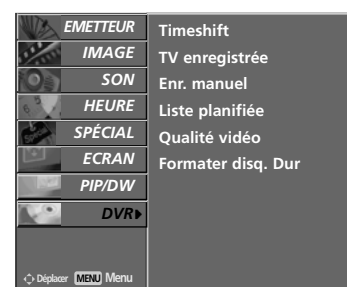 EMETTEUR
IMAGE
SON
HEURE
SPÉCIAL
ECRAN
PIP/DW
DVR
Timeshift
TV enregistrée
Enr. manuel
Liste planifiée
Qualité vidéo
Formater disq. Dur
Déplacer MENU Menu